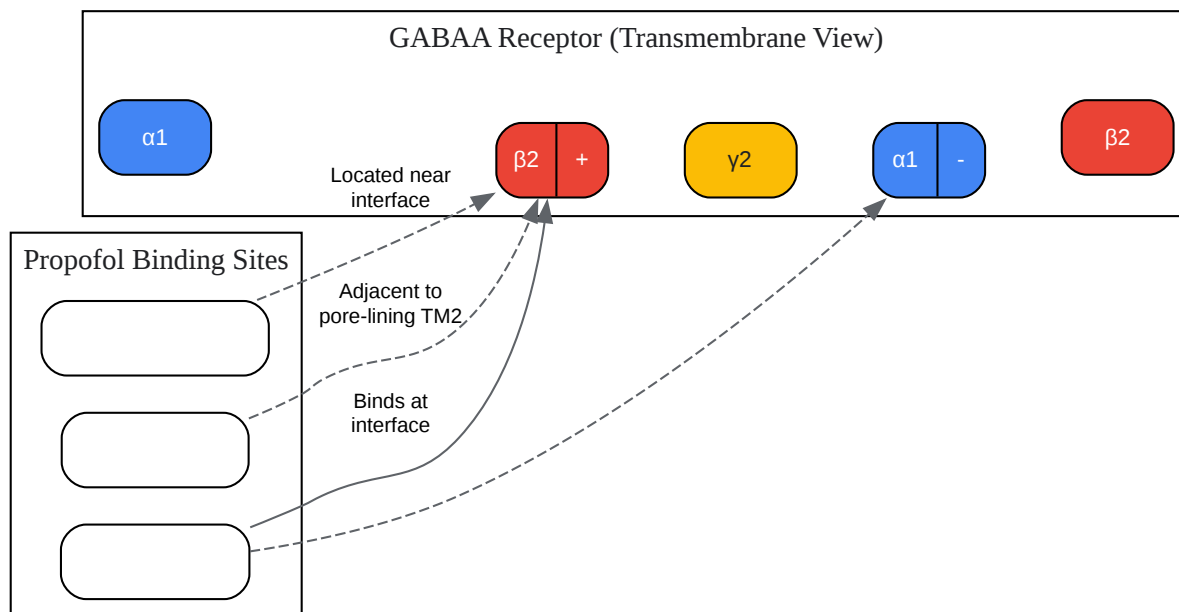 GABAA Receptor (Transmembrane View)
α1
β2
+
γ2
α1
-
β2
Located near
interface
Propofol Binding Sites
Adjacent to
pore-lining TM2
Binds at
interface